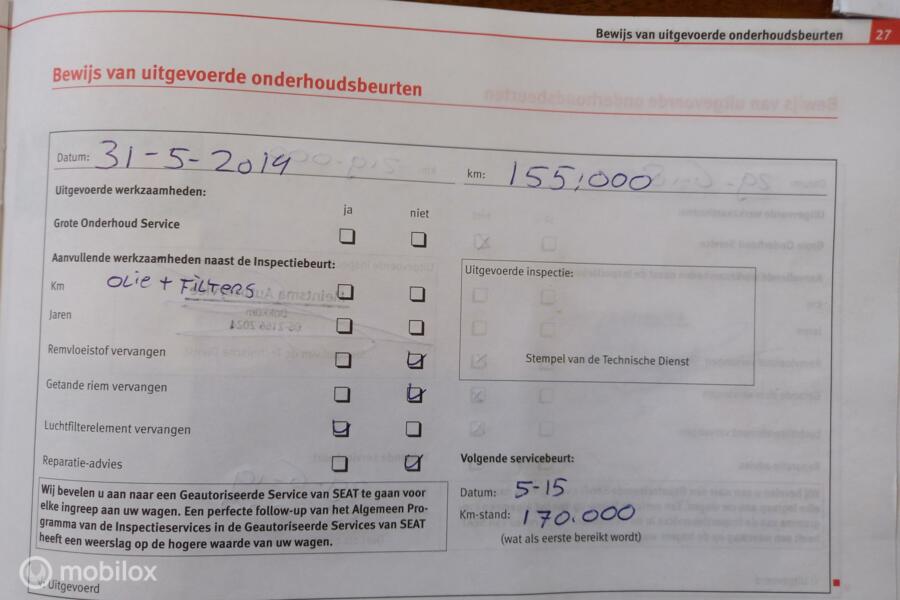 Bewijs van uitgevoerde onderhoudsbeurten 27
Bewijs van uitgevoerde onderhoudsbeurten
Datum: 31-5-2014 km: 155.000
Uitgevoerde werkzaamheden:
ja niet
Grote Onderhoud Service
Aanvullende werkzaamheden naast de Inspectiebeurt:
Uitgevoerde inspectie:
Km OLIE + FILTERS
Jaren
Remvloeistof vervangen
Stempel van de Technische Dienst
Getande riem vervangen
Luchtfilterelement vervangen
Reparatie-advies
Volgende servicebeurt:
Datum: 5-15
Km-stand: 170.000
(wat als eerste bereikt wordt)
Wij bevelen u aan naar een Geautoriseerde Service van SEAT te gaan voor
elke ingreep aan uw wagen. Een perfecte follow-up van het Algemeen Pro-
gramma van de Inspectieservices in de Geautoriseerde Services van SEAT
heeft een weerslag op de hogere waarde van uw wagen.
Uitgevoerd
mobilox